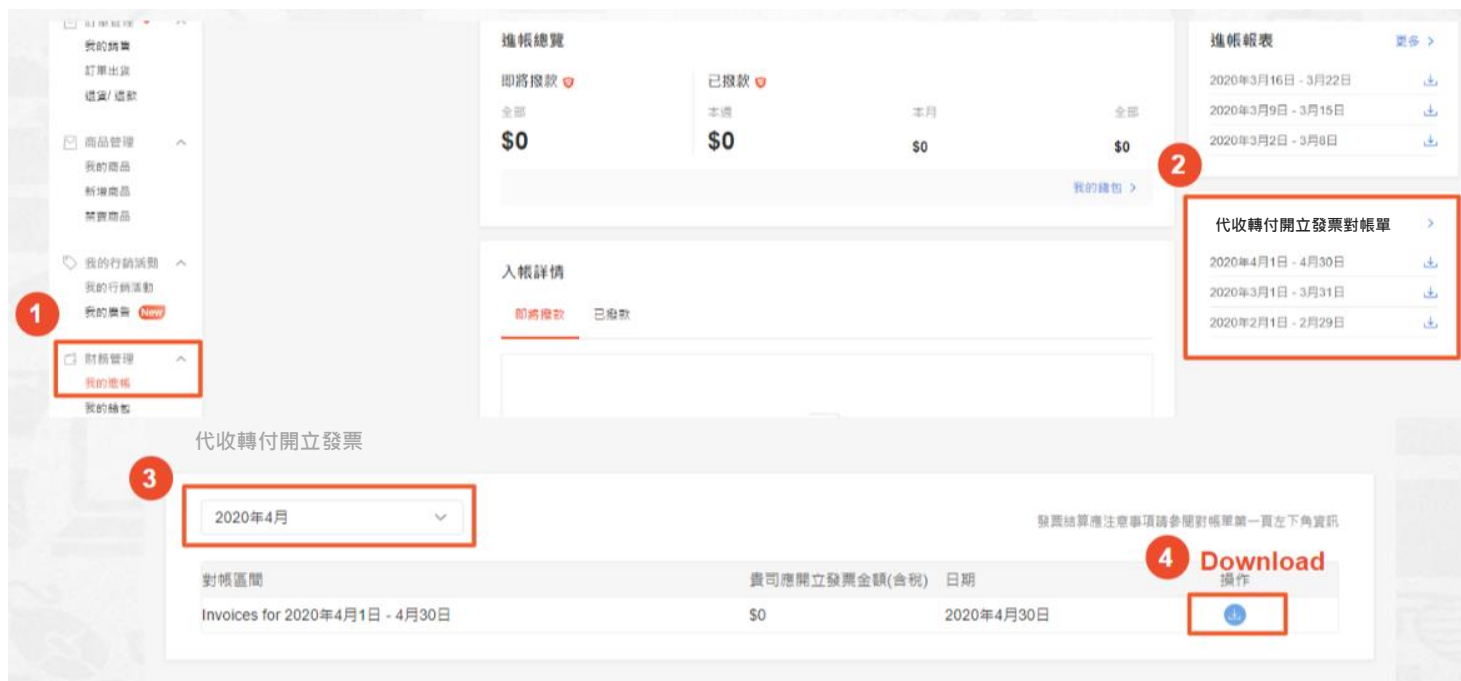 訂單管理
我的銷售
訂單出貨
退貨/退款
商品管理
我的商品
新增商品
禁賣商品
我的行銷活動
我的行銷活動
我的廣告 New
1
財務管理
我的進帳
我的錢包
進帳總覽
即將撥款
已撥款
全部
本週
本月
全部
$0
$0
$0
$0
我的錢包
入帳詳情
即將撥款
已撥款
進帳報表
更多
2020年3月16日 - 3月22日
2020年3月9日 - 3月15日
2020年3月2日 - 3月8日
2
代收轉付開立發票對帳單
2020年4月1日 - 4月30日
2020年3月1日 - 3月31日
2020年2月1日 - 2月29日
代收轉付開立發票
3
2020年4月
發票結算應注意事項請參閱對帳單第一頁左下角資訊
4 Download
對帳區間 貴司應開立發票金額(含稅) 日期 操作
Invoices for 2020年4月1日 - 4月30日 $0 2020年4月30日